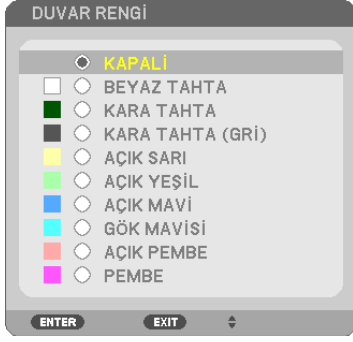 DUVAR RENGİ
KAPALI
BEYAZ TAHTA
KARA TAHTA
KARA TAHTA (GRİ)
AÇIK SARI
AÇIK YEŞİL
AÇIK MAVİ
GÖK MAVİSİ
AÇIK PEMBE
PEMBE
ENTER EXIT